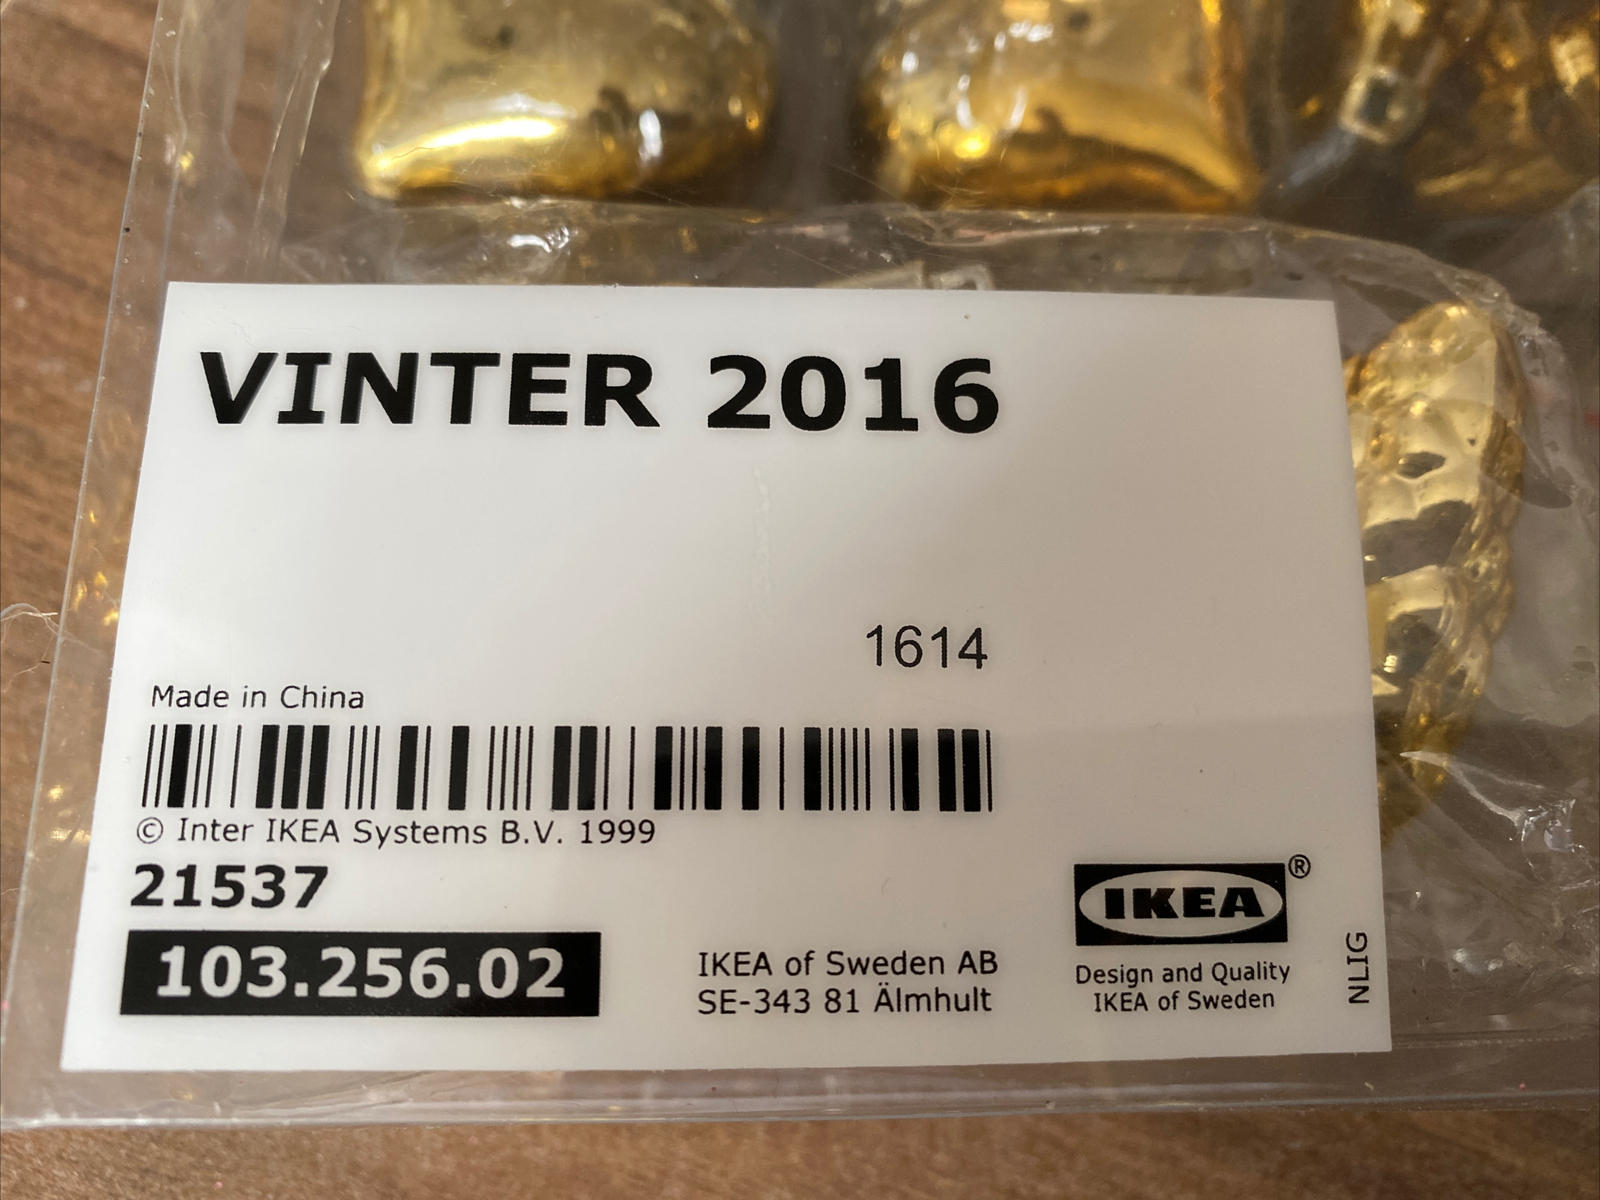 VINTER 2016
1614
Made in China
© Inter IKEA Systems B.V. 1999
21537
103.256.02
IKEA of Sweden AB
SE-343 81 Älmhult
IKEA®
Design and Quality
IKEA of Sweden
NLIG